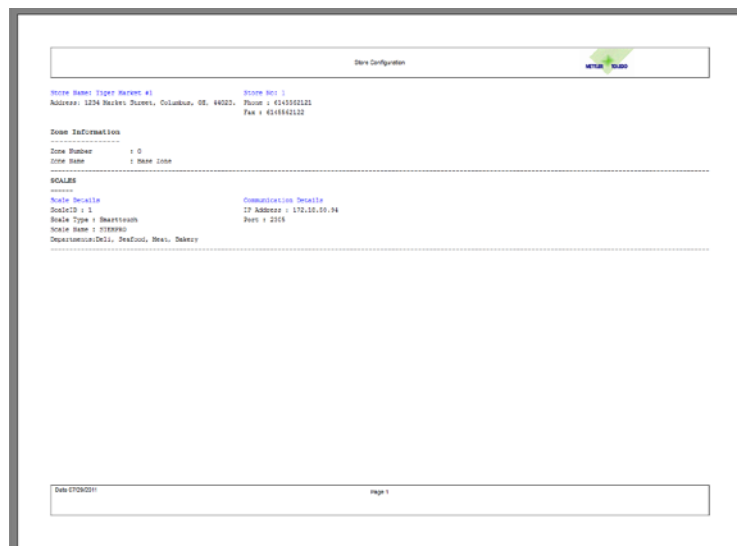 Store Configuration
METTLER TOLEDO
Store Name: Tiger Market #1 Store No: 1
Address: 1234 Market Street, Columbus, OH, 44023. Phone : 6145552121
Fax : 6145562122
Zone Information
----------------
Zone Number : 0
Zone Name : Base Zone
SCALES
======
Scale Details Communication Details
ScaleID : 1 IP Address : 172.18.50.94
Scale Type : Smarttouch Port : 2305
Scale Name :
Departments:Deli, Seafood, Meat, Bakery
Date 07/29/2011 Page 1